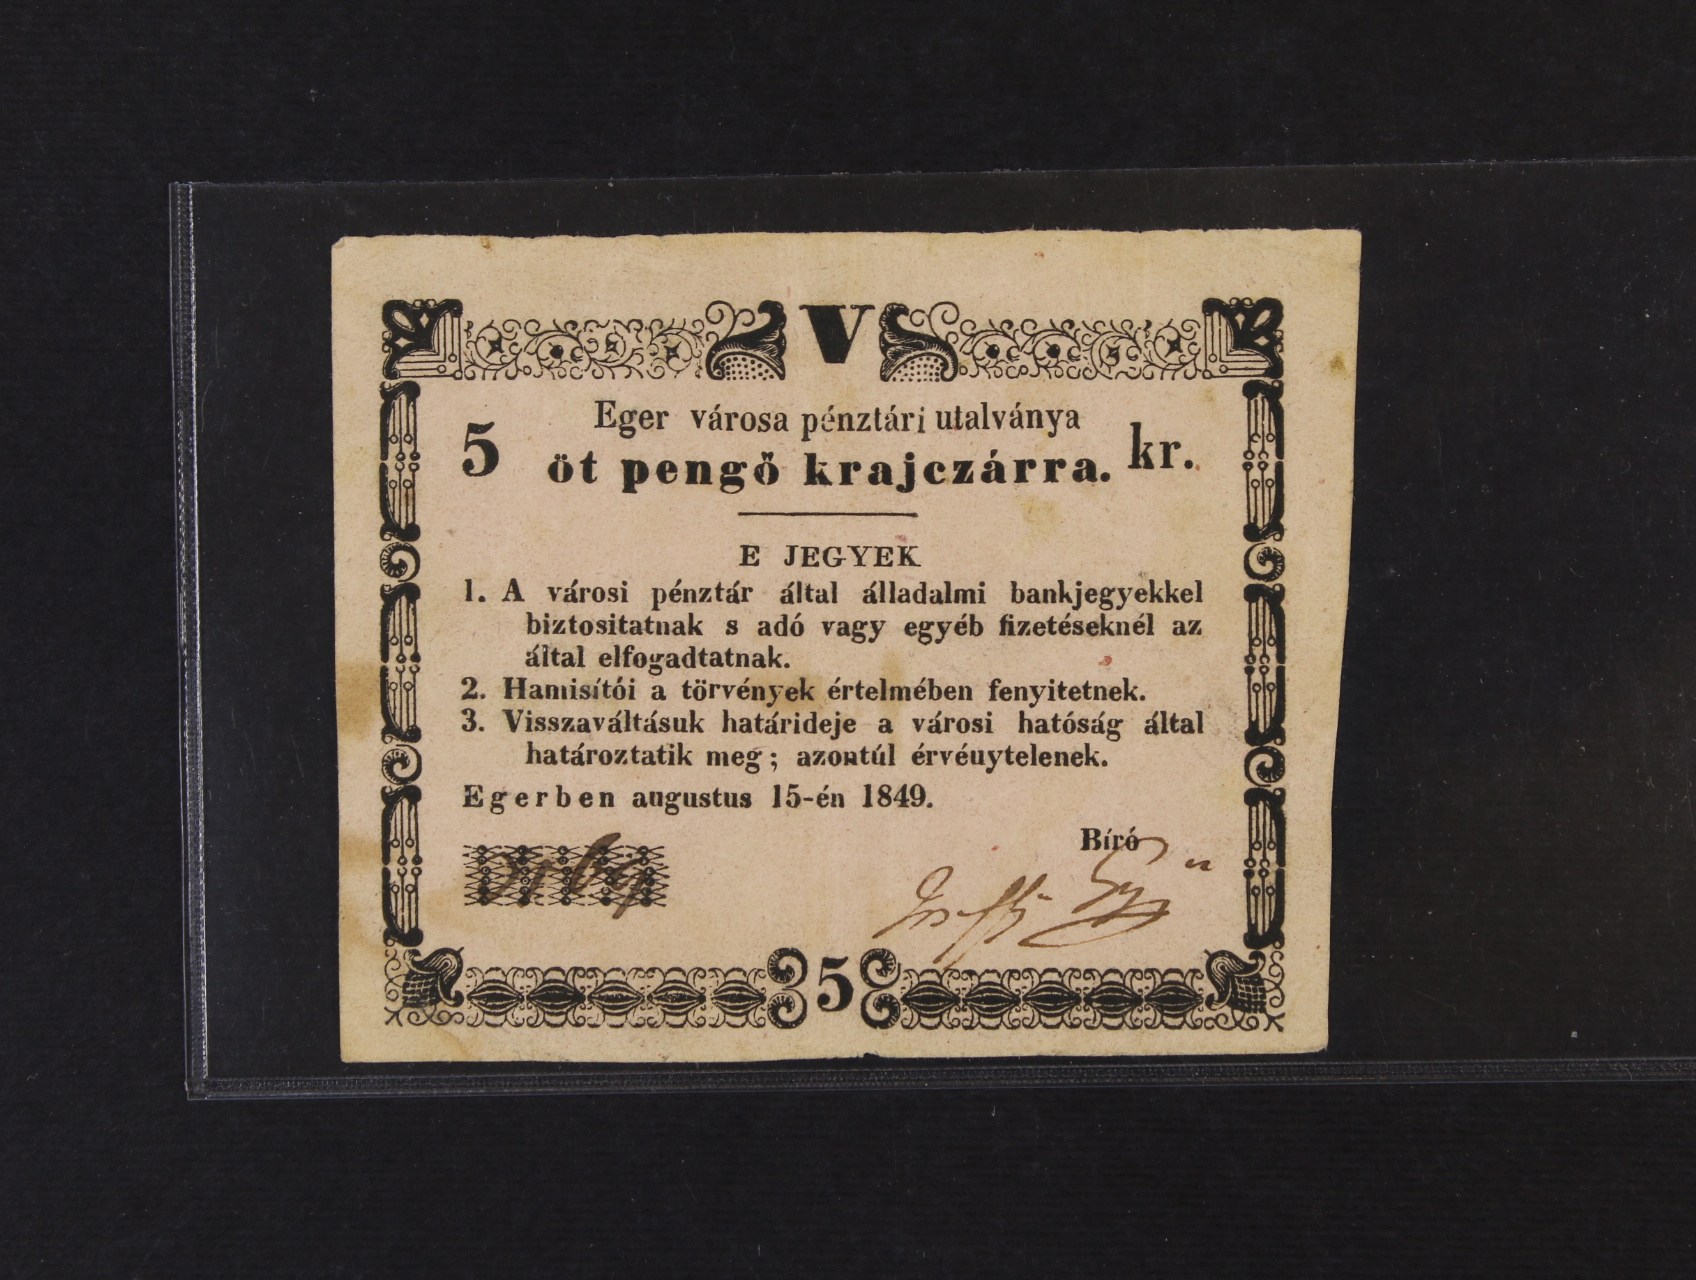 V
Eger városa pénztári utalványa
5 öt pengő krajczárra. kr.
E JEGYEK
1. A városi pénztár által álladalmi bankjegyekkel
biztositatnak s adó vagy egyéb fizetéseknél az
által elfogadtatnak.
2. Hamisítói a törvények értelmében fenyitetnek.
3. Visszaváltásuk határideje a városi hatóság által
határoztatik meg; azontúl érvéuytelenek.
Egerben augustus 15-én 1849.
Bíró
5